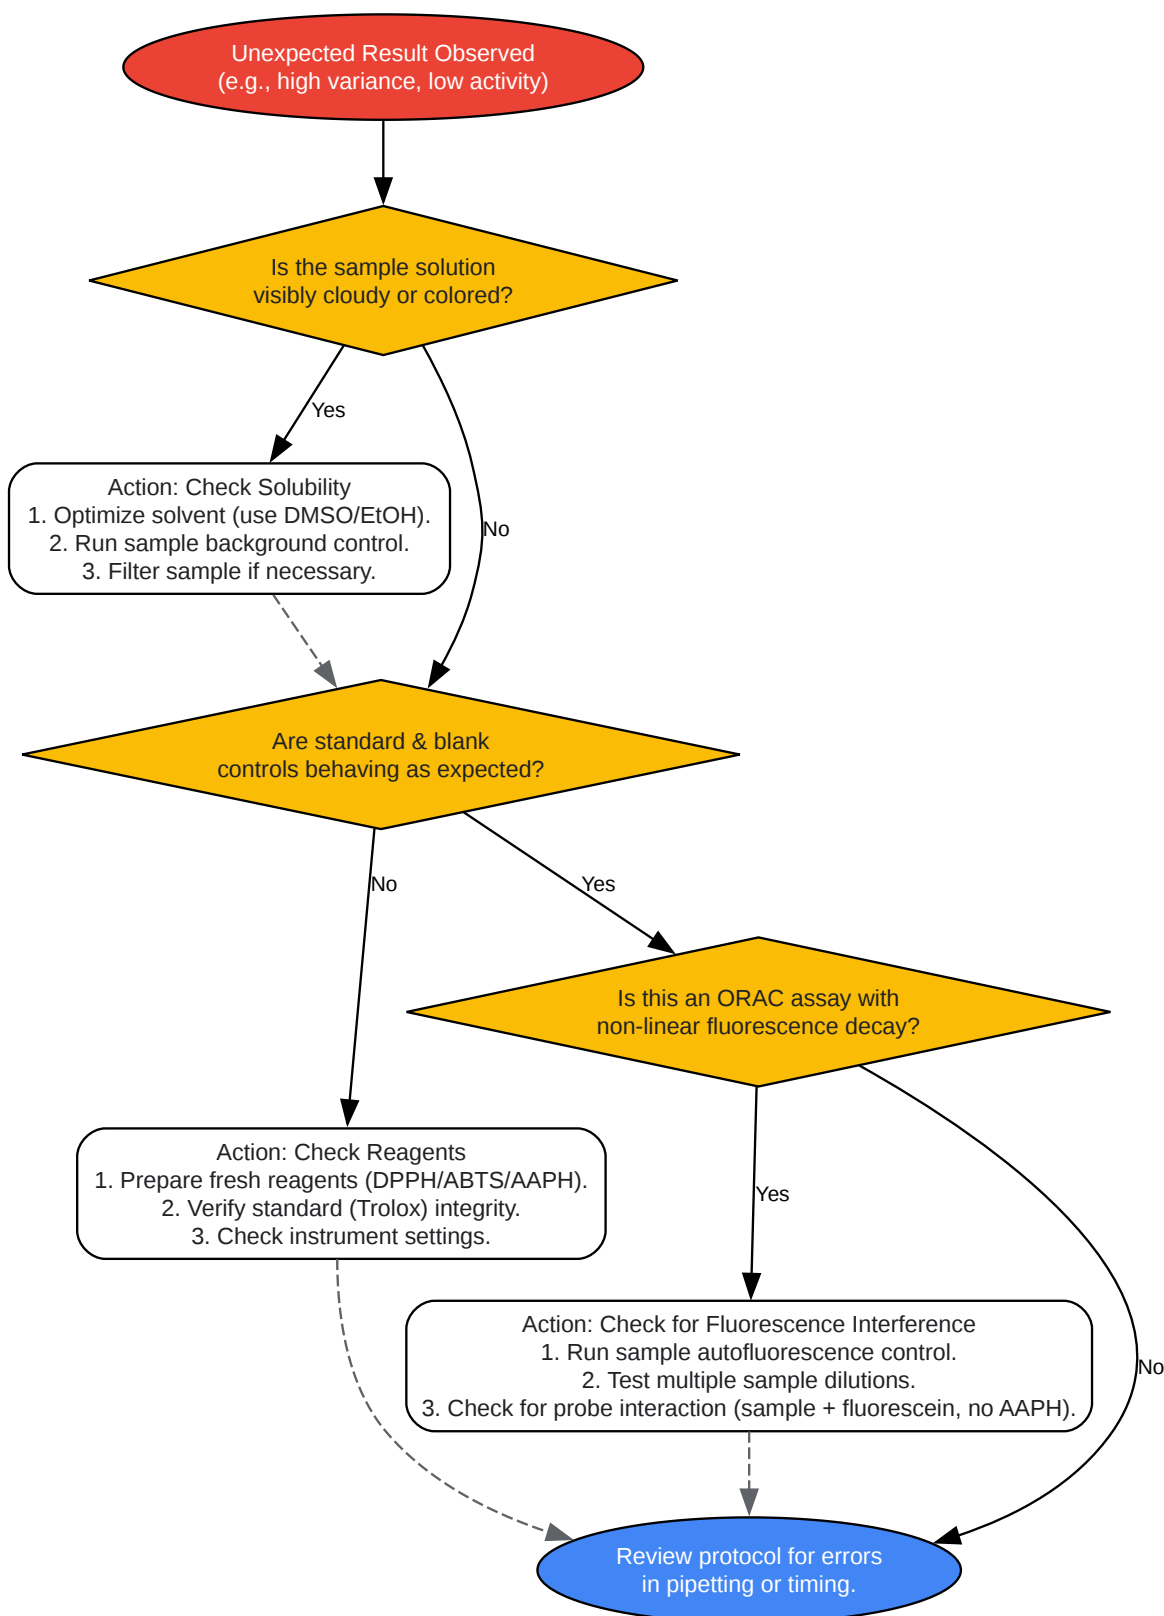 Unexpected Result Observed
(e.g., high variance, low activity)
Is the sample solution
visibly cloudy or colored?
Yes
Action: Check Solubility
1. Optimize solvent (use DMSO/EtOH).
2. Run sample background control.
3. Filter sample if necessary.
No
Are standard & blank
controls behaving as expected?
No
Yes
Is this an ORAC assay with
non-linear fluorescence decay?
Action: Check Reagents
1. Prepare fresh reagents (DPPH/ABTS/AAPH).
2. Verify standard (Trolox) integrity.
3. Check instrument settings.
Yes
Action: Check for Fluorescence Interference
1. Run sample autofluorescence control.
2. Test multiple sample dilutions.
3. Check for probe interaction (sample + fluorescein, no AAPH).
No
Review protocol for errors
in pipetting or timing.